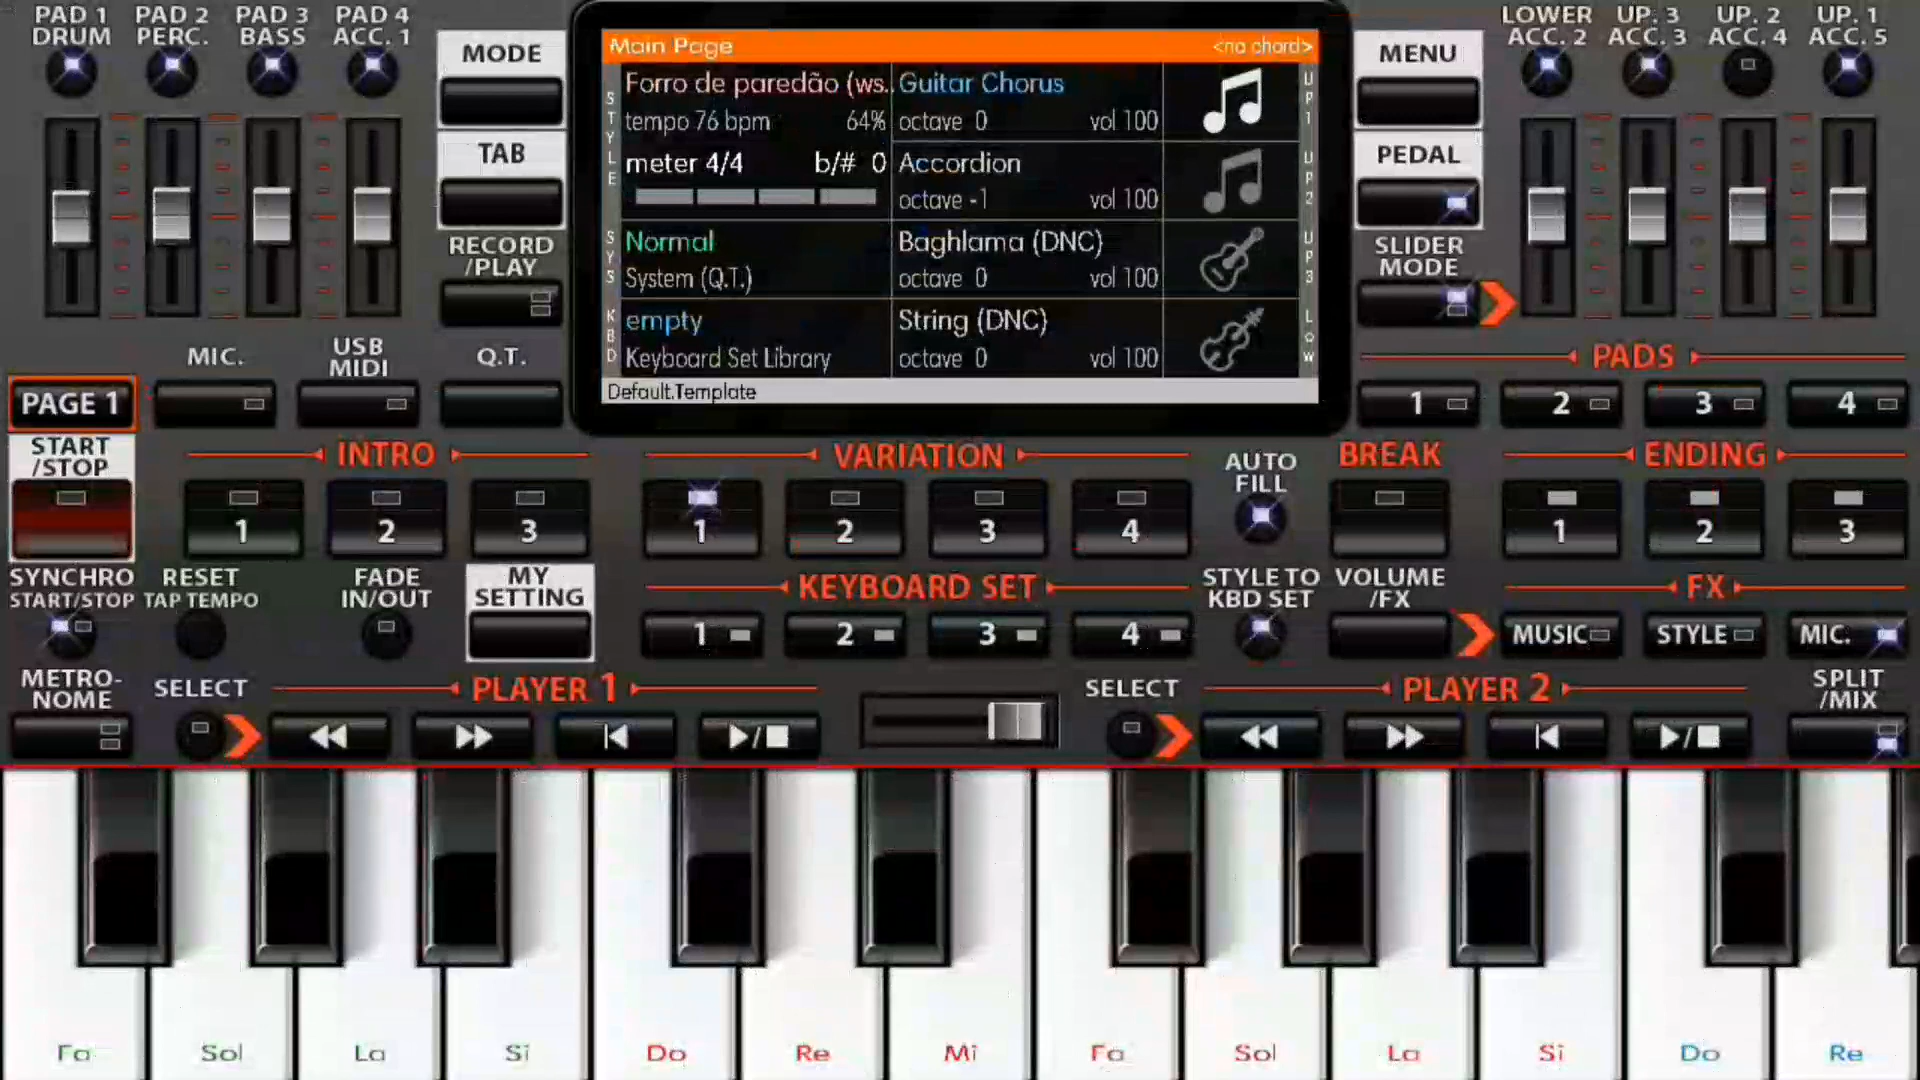 PAD 1 PAD 2 PAD 3 PAD 4
DRUM PERC. BASS ACC. 1
MODE
TAB
RECORD
/PLAY
Main Page <no chord>
STYLE
Forro de paredão (ws..
tempo 76 bpm 64%
meter 4/4 b/# 0
SYS
Normal
System (Q.T.)
KBD
empty
Keyboard Set Library
Guitar Chorus
octave 0 vol 100
UP1
Accordion
octave -1 vol 100
UP2
Baghlama (DNC)
octave 0 vol 100
UP3
String (DNC)
octave 0 vol 100
LOW
Default.Template
MENU
PEDAL
SLIDER
MODE
LOWER UP. 3 UP. 2 UP. 1
ACC. 2 ACC. 3 ACC. 4 ACC. 5
PAGE 1
MIC.
USB
MIDI
Q.T.
PADS
1 2 3 4
START
/STOP
INTRO
1 2 3
VARIATION
1 2 3 4
AUTO
FILL
BREAK
ENDING
1 2 3
SYNCHRO
START/STOP
RESET
TAP TEMPO
FADE
IN/OUT
MY
SETTING
KEYBOARD SET
1 2 3 4
STYLE TO
KBD SET
VOLUME
/FX
FX
MUSIC STYLE MIC.
METRO-
NOME
SELECT
PLAYER 1
SELECT
PLAYER 2
SPLIT
/MIX
Fa Sol La Si Do Re Mi Fa Sol La Si Do Re